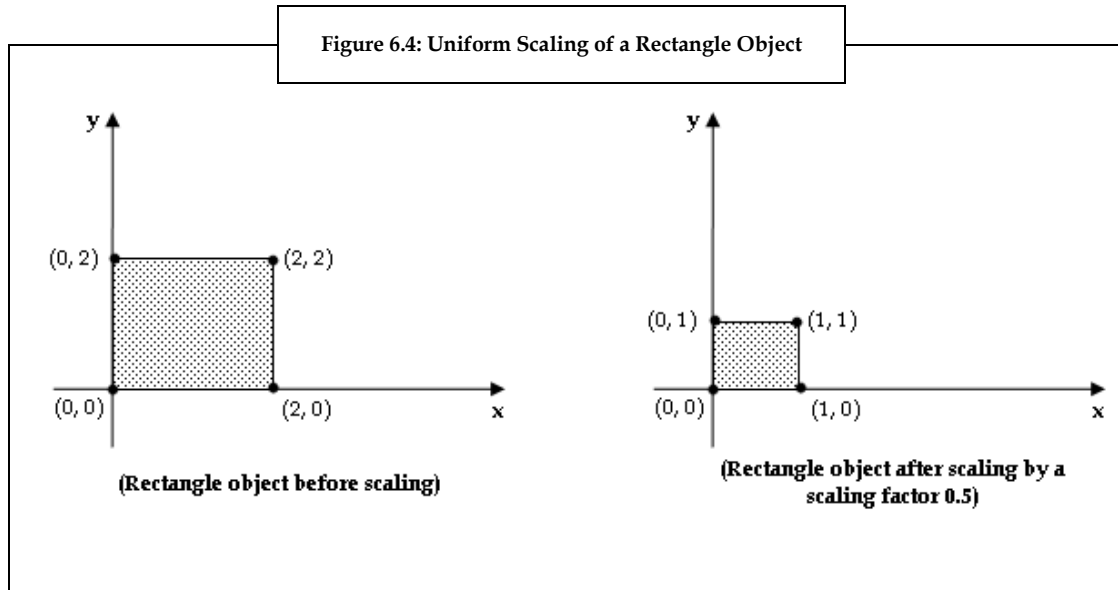 Figure 6.4: Uniform Scaling of a Rectangle Object
y
(0, 2)
(2, 2)
(0, 0)
(2, 0)
x
(Rectangle object before scaling)
y
(0, 1)
(1, 1)
(0, 0)
(1, 0)
x
(Rectangle object after scaling by a
scaling factor 0.5)